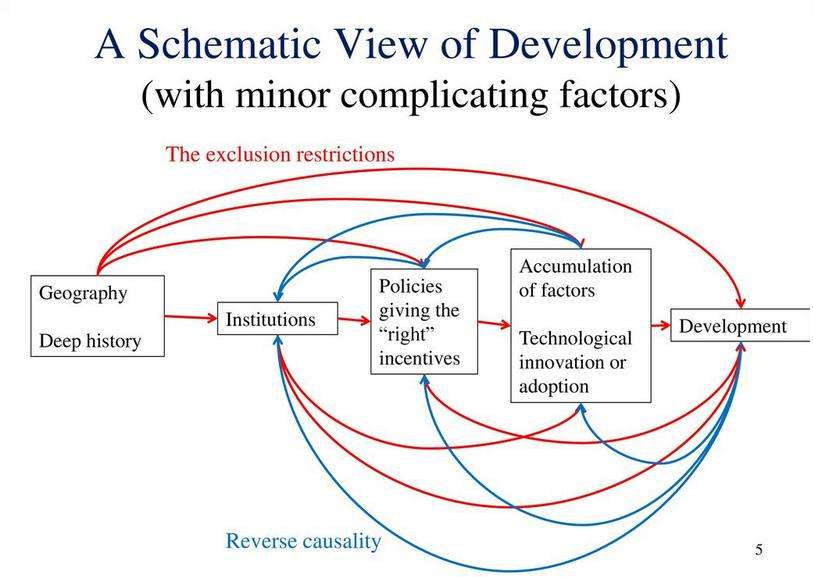 A Schematic View of Development
(with minor complicating factors)
The exclusion restrictions
Geography
Deep history
Institutions
Policies
giving the
“right”
incentives
Accumulation
of factors
Technological
innovation or
adoption
Development
Reverse causality
5